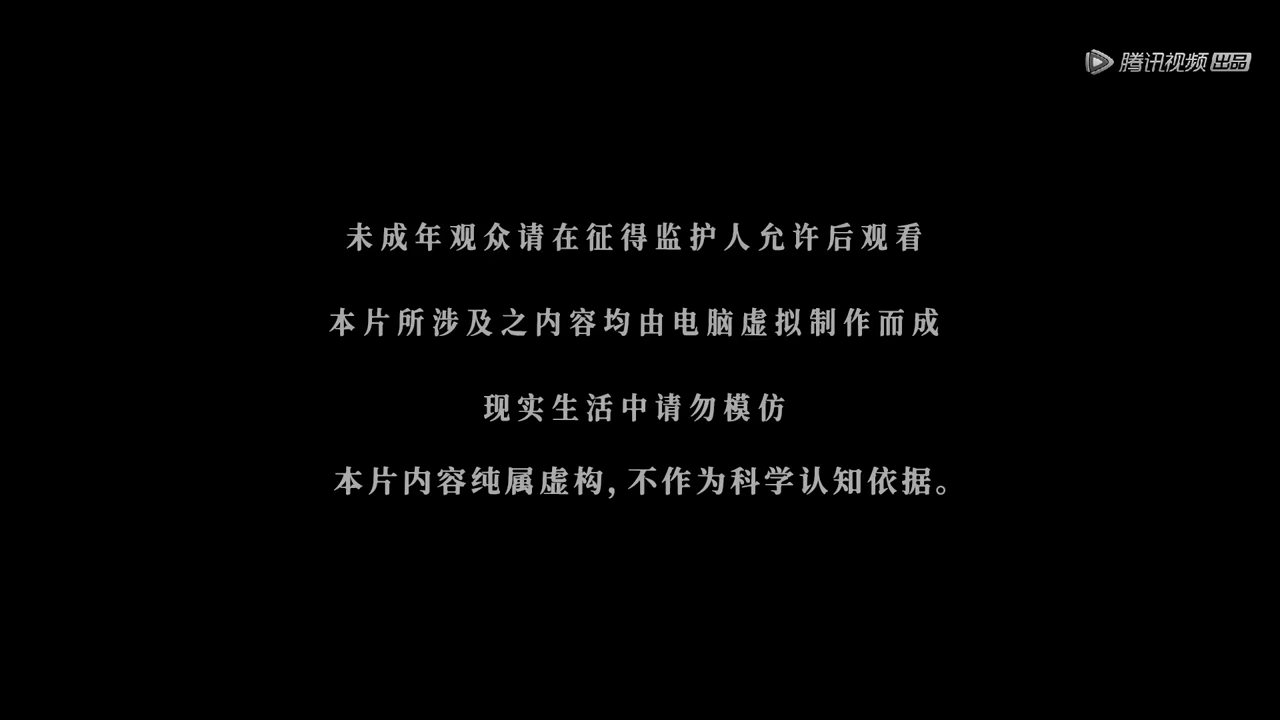 腾讯视频 出品
未成年观众请在征得监护人允许后观看
本片所涉及之内容均由电脑虚拟制作而成
现实生活中请勿模仿
本片内容纯属虚构,不作为科学认知依据。